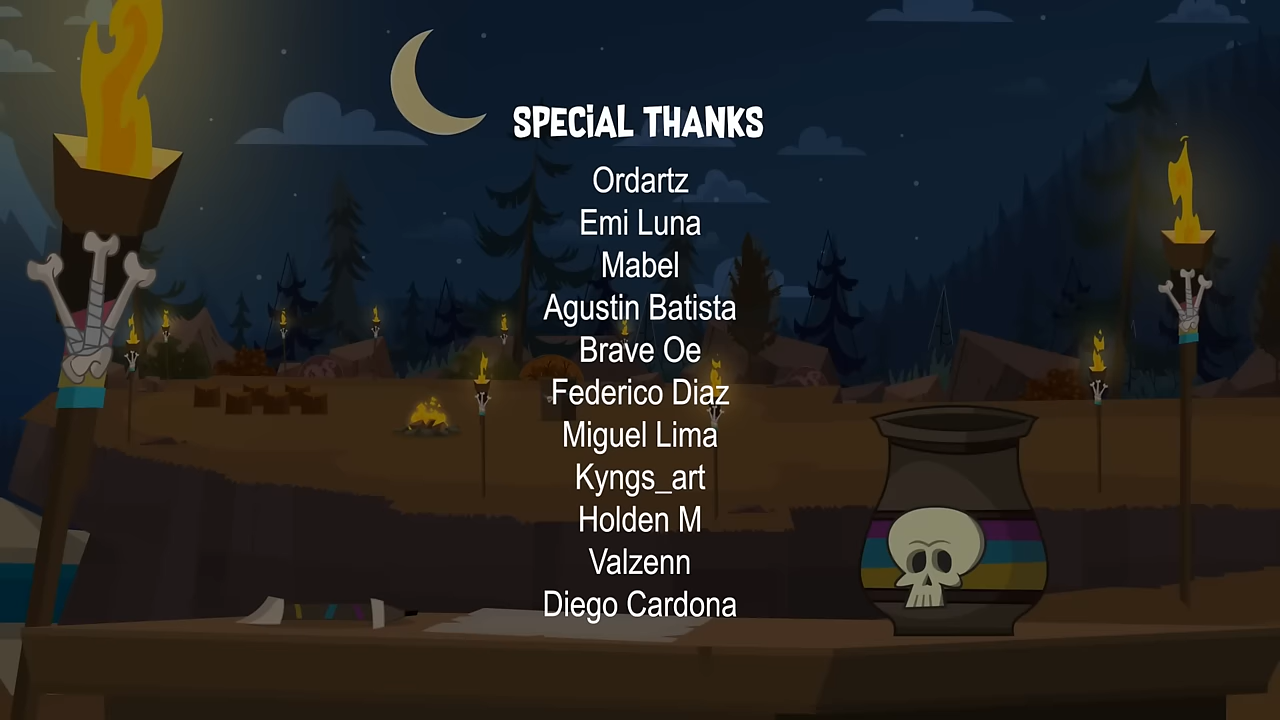 SPECiAL THANKS
Ordartz
Emi Luna
Mabel
Agustin Batista
Brave Oe
Federico Diaz
Miguel Lima
Kyngs_art
Holden M
Valzenn
Diego Cardona